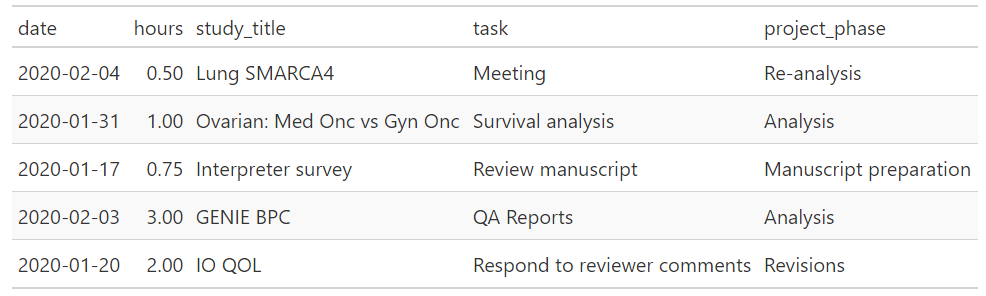 date hours study_title task project_phase
2020-02-04 0.50 Lung SMARCA4 Meeting Re-analysis
2020-01-31 1.00 Ovarian: Med Onc vs Gyn Onc Survival analysis Analysis
2020-01-17 0.75 Interpreter survey Review manuscript Manuscript preparation
2020-02-03 3.00 GENIE BPC QA Reports Analysis
2020-01-20 2.00 IO QOL Respond to reviewer comments Revisions